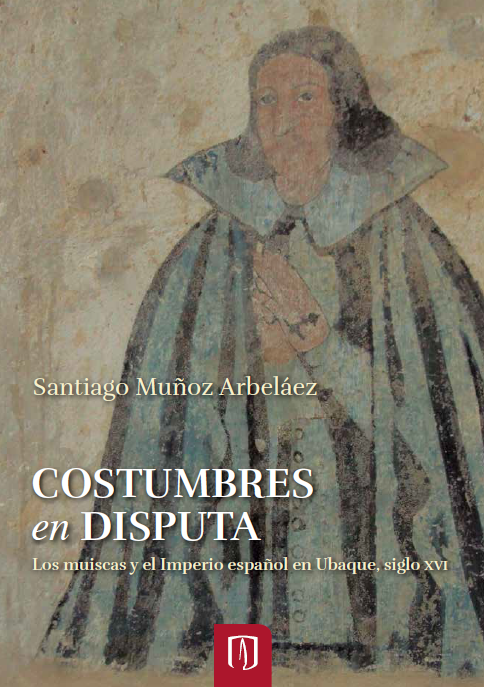 Santiago Muñoz Arbeláez
COSTUMBRES
en DISPUTA
Los muiscas y el Imperio español en Ubaque, siglo XVI